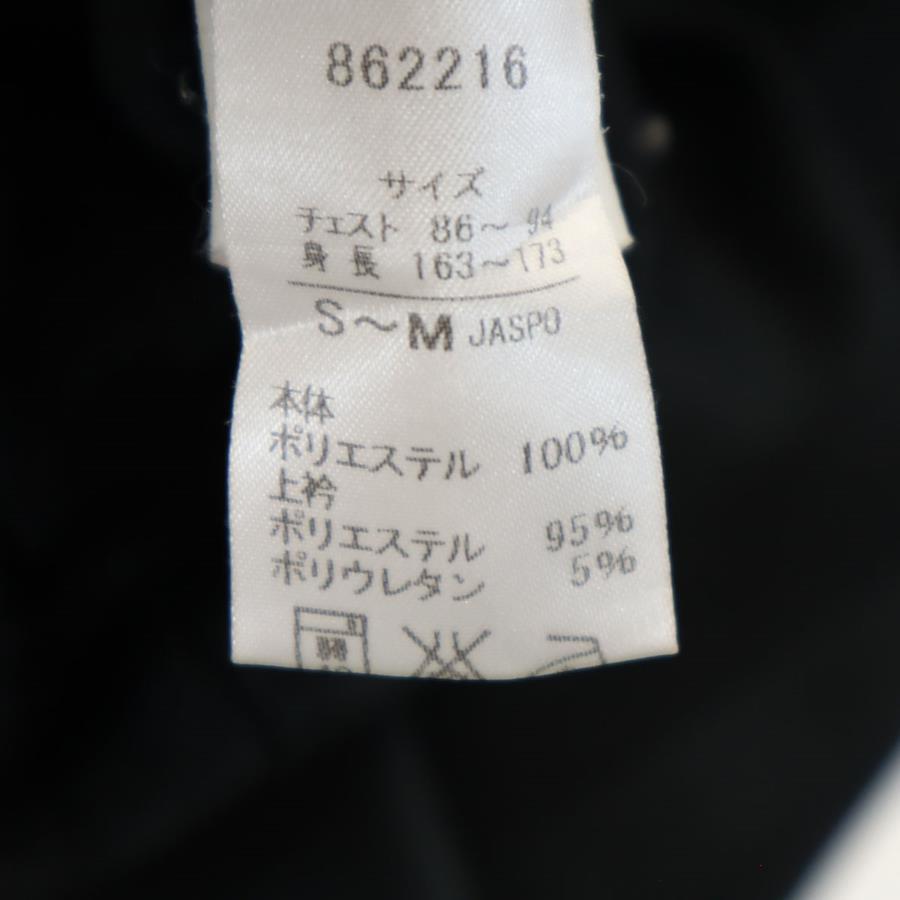 862216
サイズ
チェスト 86～94
身長 163～173
S～M JASPO
本体
ポリエステル 100%
上衿
ポリエステル 95%
ポリウレタン 5%